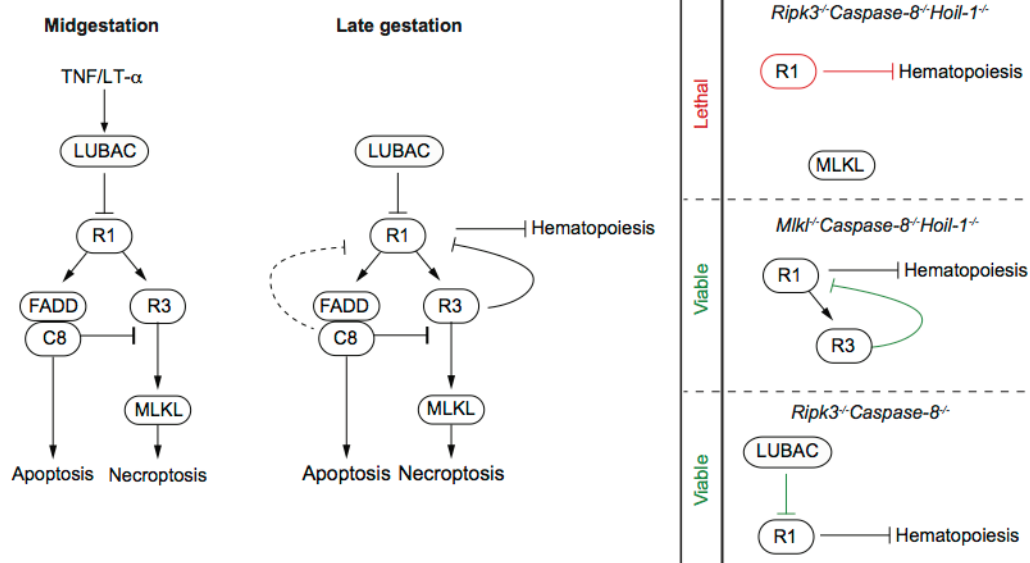 Midgestation
TNF/LT-α
LUBAC
R1
FADD
R3
C8
MLKL
Apoptosis Necroptosis
Late gestation
LUBAC
R1
Hematopoiesis
FADD
R3
C8
MLKL
Apoptosis Necroptosis
Lethal
Ripk3-/-Caspase-8-/-Hoil-1-/-
R1
Hematopoiesis
MLKL
Viable
Mlkl-/-Caspase-8-/-Hoil-1-/-
R1
Hematopoiesis
R3
Viable
Ripk3-/-Caspase-8-/-
LUBAC
R1
Hematopoiesis